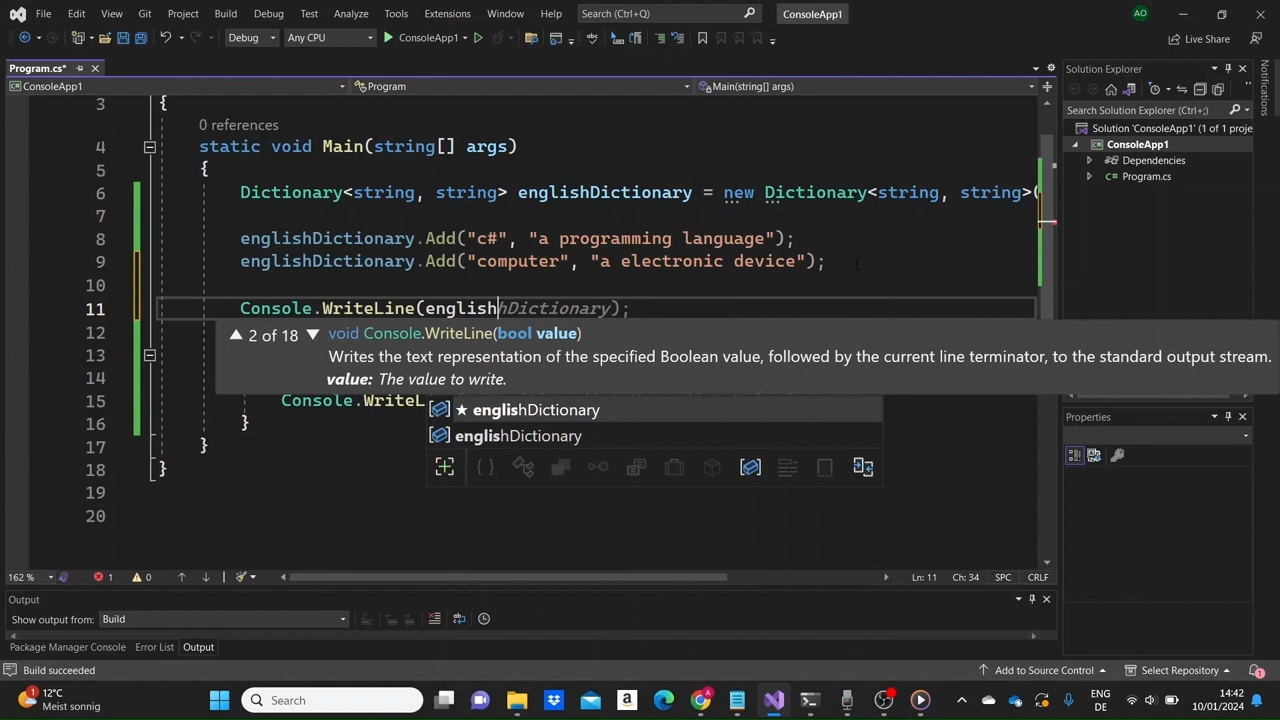 File Edit View Git Project Build Debug Test Analyze Tools Extensions Window Help Search (Ctrl+Q) ConsoleApp1 AO
Debug Any CPU ConsoleApp1 Live Share
Program.cs*
ConsoleApp1 Program Main(string[] args)
3 {
0 references
4 static void Main(string[] args)
5 {
6 Dictionary<string, string> englishDictionary = new Dictionary<string, string>(
7
8 englishDictionary.Add("c#", "a programming language");
9 englishDictionary.Add("computer", "a electronic device");
10
11 Console.WriteLine(englishhDictionary);
12 2 of 18 void Console.WriteLine(bool value)
13 Writes the text representation of the specified Boolean value, followed by the current line terminator, to the standard output stream.
14 value: The value to write.
15 Console.WriteL
★ englishDictionary
16 }
englishDictionary
17 }
18 }
19
20
162 % 1 0 Ln: 11 Ch: 34 SPC CRLF
Output
Show output from: Build
Package Manager Console Error List Output
Solution Explorer
Search Solution Explorer (Ctrl+;)
Solution 'ConsoleApp1' (1 of 1 proje
ConsoleApp1
Dependencies
Program.cs
Notifications
Properties
Build succeeded Add to Source Control Select Repository 1
1 12°C
Meist sonnig
Search
ENG
DE
14:42
10/01/2024